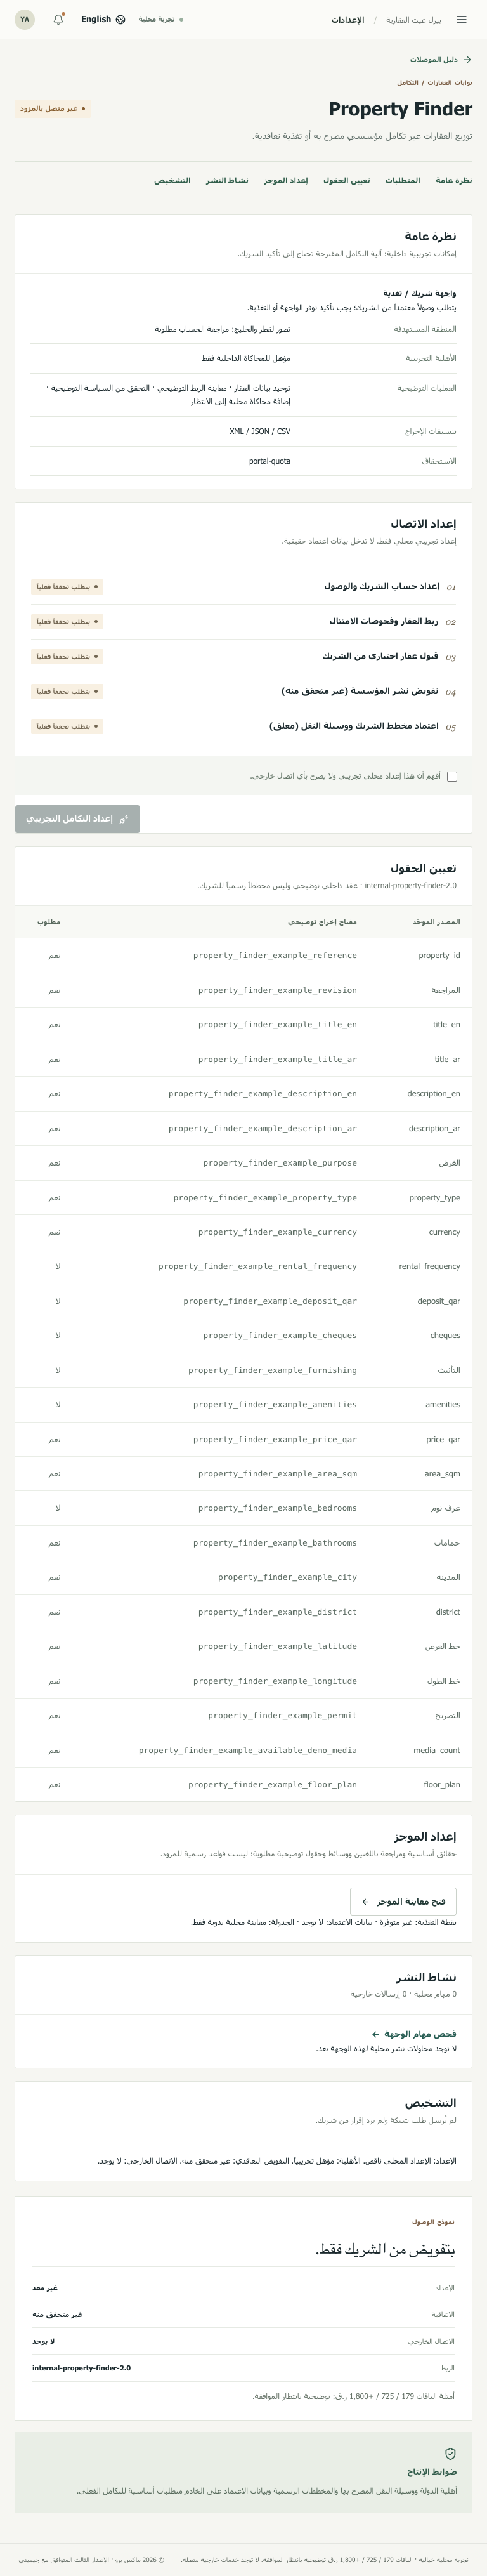 بيرل غيث العقارية / الإعدادات
تجربة محلية
English
YA
دليل الموصلات
بوابات العقارات / التكامل
Property Finder
غير متصل بالمزود
توزيع العقارات عبر تكامل مؤسسي مصرح به أو تغذية تعاقدية.
نظرة عامة
المتطلبات
تعيين الحقول
إعداد الموجز
نشاط النشر
التشخيص
نظرة عامة
إمكانات تجريبية داخلية؛ آلية التكامل المقترحة تحتاج إلى تأكيد الشريك.
واجهة شريك / تغذية
يتطلب وصولاً معتمداً من الشريك؛ يجب تأكيد توفر الواجهة أو التغذية.
المنطقة المستهدفة
تصور لقطر والخليج؛ مراجعة الحساب مطلوبة
الأهلية التجريبية
مؤهل للمحاكاة الداخلية فقط
العمليات التوضيحية
توحيد بيانات العقار · معاينة الربط التوضيحي · التحقق من السياسة التوضيحية ·
إضافة محاكاة محلية إلى الانتظار
تنسيقات الإخراج
XML / JSON / CSV
الاستحقاق
portal-quota
إعداد الاتصال
إعداد تجريبي محلي فقط. لا تدخل بيانات اعتماد حقيقية.
01 إعداد حساب الشريك والوصول
يتطلب تحققاً فعلياً
02 ربط العقار وفحوصات الامتثال
يتطلب تحققاً فعلياً
03 قبول عقار اختباري من الشريك
يتطلب تحققاً فعلياً
04 تفويض نشر المؤسسة (غير متحقق منه)
يتطلب تحققاً فعلياً
05 اعتماد مخطط الشريك ووسيلة النقل (معلق)
يتطلب تحققاً فعلياً
أفهم أن هذا إعداد محلي تجريبي ولا يصرح بأي اتصال خارجي.
إعداد التكامل التجريبي
تعيين الحقول
internal-property-finder-2.0 · عقد داخلي توضيحي وليس مخططاً رسمياً للشريك.
المصدر الموحّد
مفتاح إخراج توضيحي
مطلوب
property_id property_finder_example_reference نعم
المراجعة property_finder_example_revision نعم
title_en property_finder_example_title_en نعم
title_ar property_finder_example_title_ar نعم
description_en property_finder_example_description_en نعم
description_ar property_finder_example_description_ar نعم
الغرض property_finder_example_purpose نعم
property_type property_finder_example_property_type نعم
currency property_finder_example_currency نعم
rental_frequency property_finder_example_rental_frequency لا
deposit_qar property_finder_example_deposit_qar لا
cheques property_finder_example_cheques لا
التأثيث property_finder_example_furnishing لا
amenities property_finder_example_amenities لا
price_qar property_finder_example_price_qar نعم
area_sqm property_finder_example_area_sqm نعم
غرف نوم property_finder_example_bedrooms لا
حمامات property_finder_example_bathrooms نعم
المدينة property_finder_example_city نعم
district property_finder_example_district نعم
خط العرض property_finder_example_latitude نعم
خط الطول property_finder_example_longitude نعم
التصريح property_finder_example_permit نعم
media_count property_finder_example_available_demo_media نعم
floor_plan property_finder_example_floor_plan نعم
إعداد الموجز
حقائق أساسية ومراجعة باللغتين ووسائط وحقول توضيحية مطلوبة؛ ليست قواعد رسمية للمزود.
فتح معاينة الموجز
نقطة التغذية: غير متوفرة · بيانات الاعتماد: لا توجد · الجدولة: معاينة محلية يدوية فقط.
نشاط النشر
0 مهام محلية · 0 إرسالات خارجية
فحص مهام الوجهة
لا توجد محاولات نشر محلية لهذه الوجهة بعد.
التشخيص
لم يُرسل طلب شبكة ولم يرد إقرار من شريك.
الإعداد: الإعداد المحلي ناقص. الأهلية: مؤهل تجريبياً. التفويض التعاقدي: غير متحقق منه. الاتصال الخارجي: لا يوجد.
نموذج الوصول
بتفويض من الشريك فقط.
الإعداد
غير معد
الاتفاقية
غير متحقق منه
الاتصال الخارجي
لا يوجد
الربط
internal-property-finder-2.0
أمثلة الباقات 179 / 725 / +1,800 ر.ق: توضيحية بانتظار الموافقة.
ضوابط الإنتاج
أهلية الدولة ووسيلة النقل المصرح بها والمخططات الرسمية وبيانات الاعتماد على الخادم متطلبات أساسية للتكامل الفعلي.
تجربة محلية خيالية · الباقات 179 / 725 / +1,800 ر.ق توضيحية بانتظار الموافقة. لا توجد خدمات خارجية متصلة.
© 2026 ماكس برو · الإصدار الثالث المتوافق مع جيميني